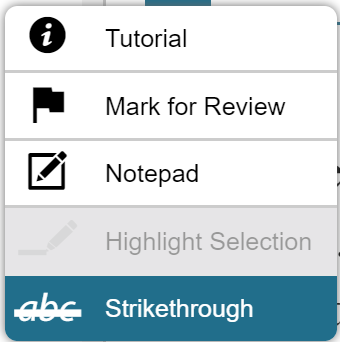 Tutorial
Mark for Review
Notepad
Highlight Selection
abc Strikethrough